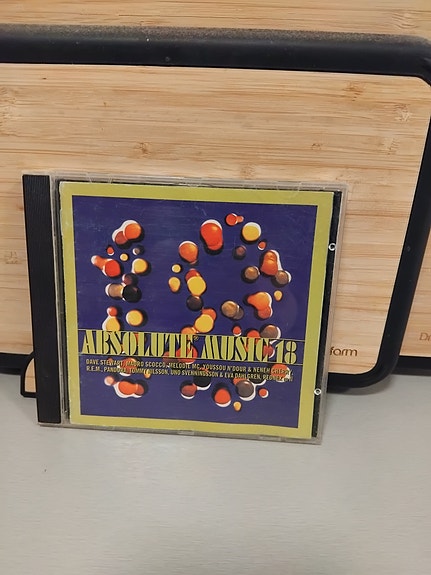 ABSOLUTE MUSIC 18
DAVE STEWART, MAURO SCOCCO, MELODIE MC, YOUSSOU N'DOUR & NENEH CHERRY,
R.E.M., PANDORA, TOMMY NILSSON, UNO SVENNINGSSON & EVA DAHLGREN, REDNEX
farm